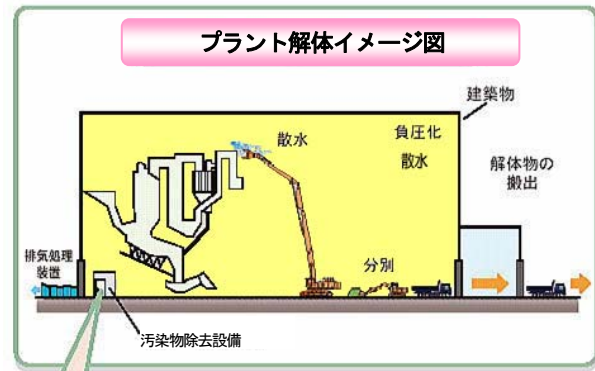 プラント解体イメージ図
建築物
散水
負圧化
散水
解体物の
搬出
排気処理
装置
分別
汚染物除去設備